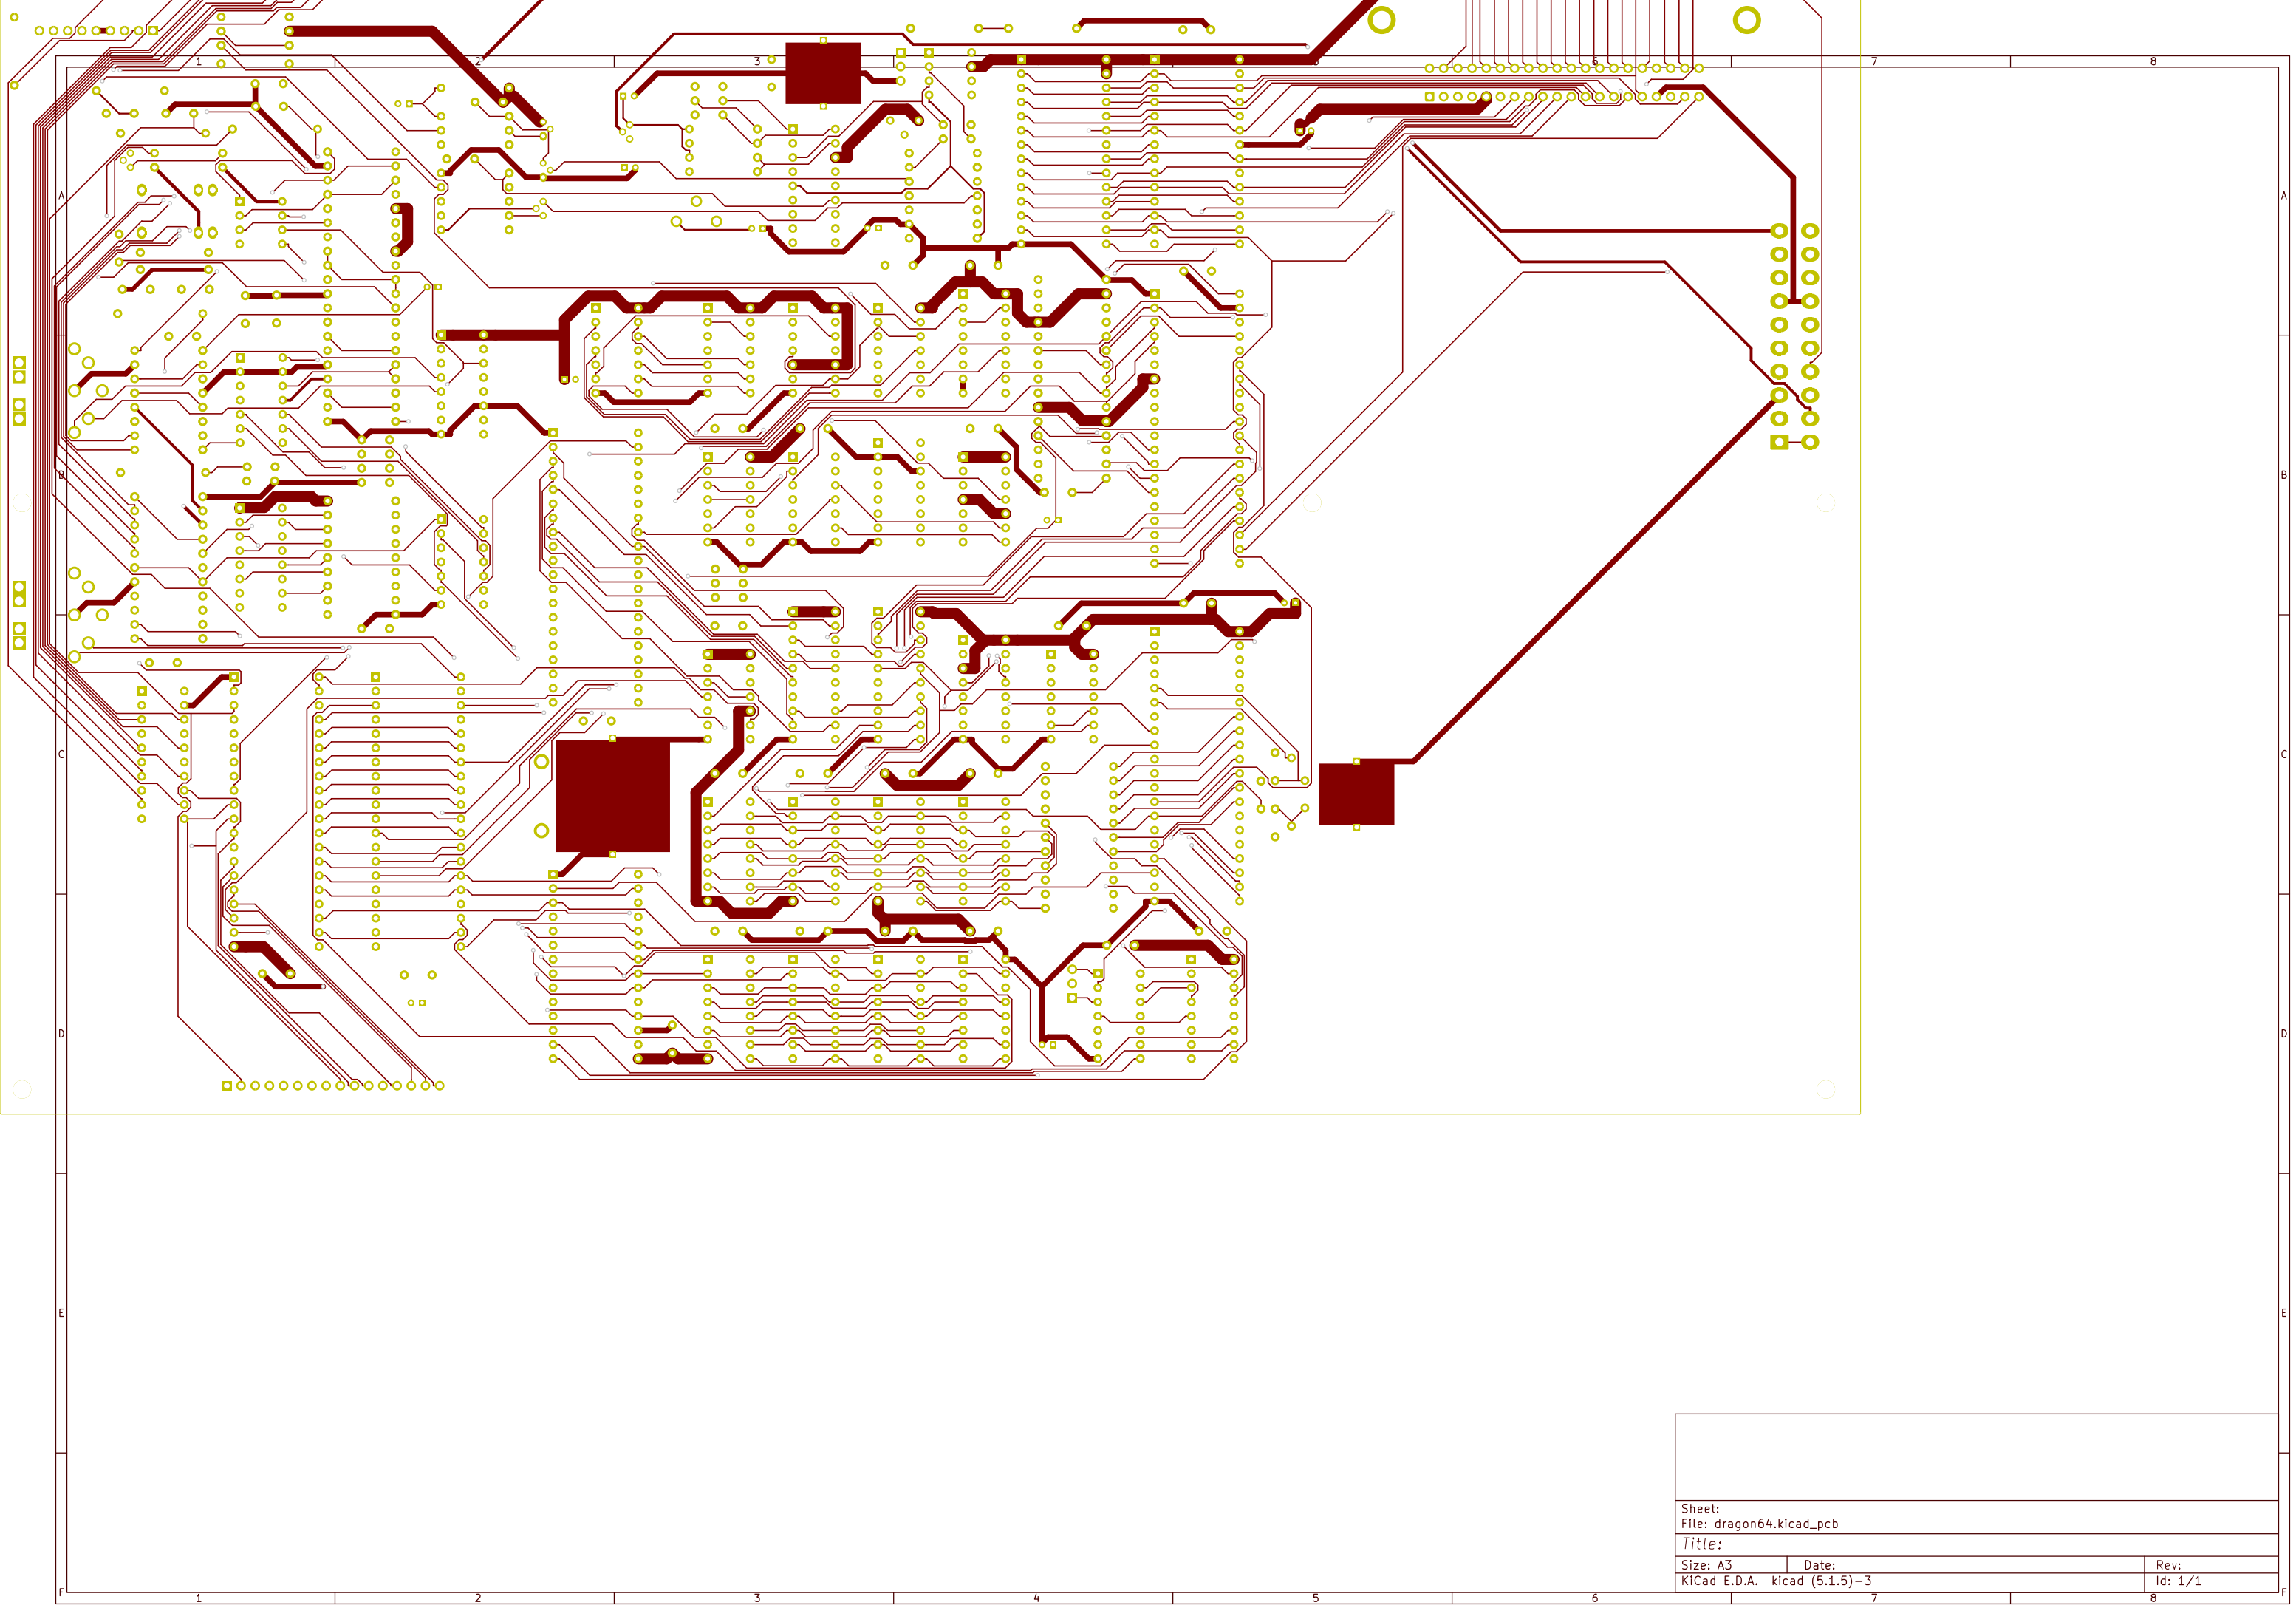 1 2 3 4 5 6 7 8
A A
B B
C C
D D
E E
Sheet:
File: dragon64.kicad_pcb
Title:
Size: A3 Date: Rev:
KiCad E.D.A. kicad (5.1.5)-3 Id: 1/1
F F
1 2 3 4 5 6 7 8